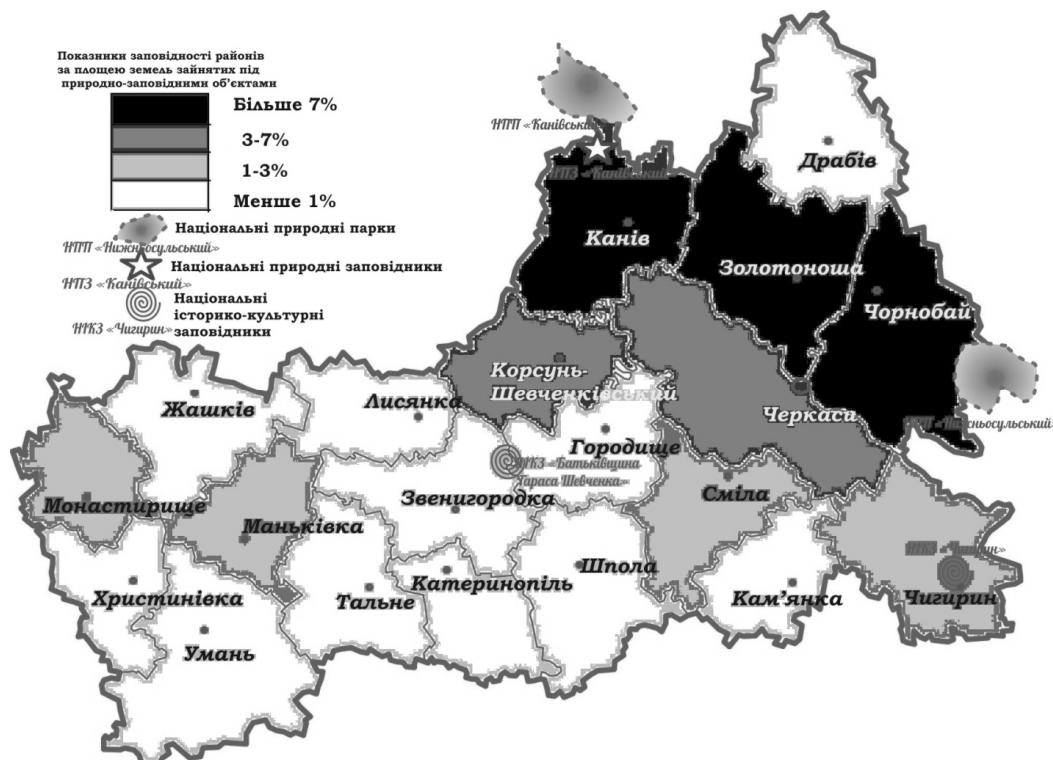 Показники заповідності районів
за площею земель зайнятих під
природно-заповідними об'єктами
Більше 7%
3-7%
1-3%
Менше 1%
Національні природні парки
НПП «Нижньосульський»
Національні природні заповідники
НПЗ «Канівський»
Національні
історико-культурні
заповідники
НІКЗ «Чигирин»
НПП «Канівський»
НПЗ «Канівський»
Драбів
Канів
Золотоноша
Чорнобай
Корсунь-
Шевченківський
Черкаси
НПП «Нижньосульський»
Жашків
Лисянка
Городище
НІКЗ «Батьківщина
Тараса Шевченка»
Звенигородка
Сміла
Монастирище
Маньківка
НІКЗ «Чигирин»
Христинівка
Тальне
Катеринопіль
Шпола
Кам'янка
Чигирин
Умань